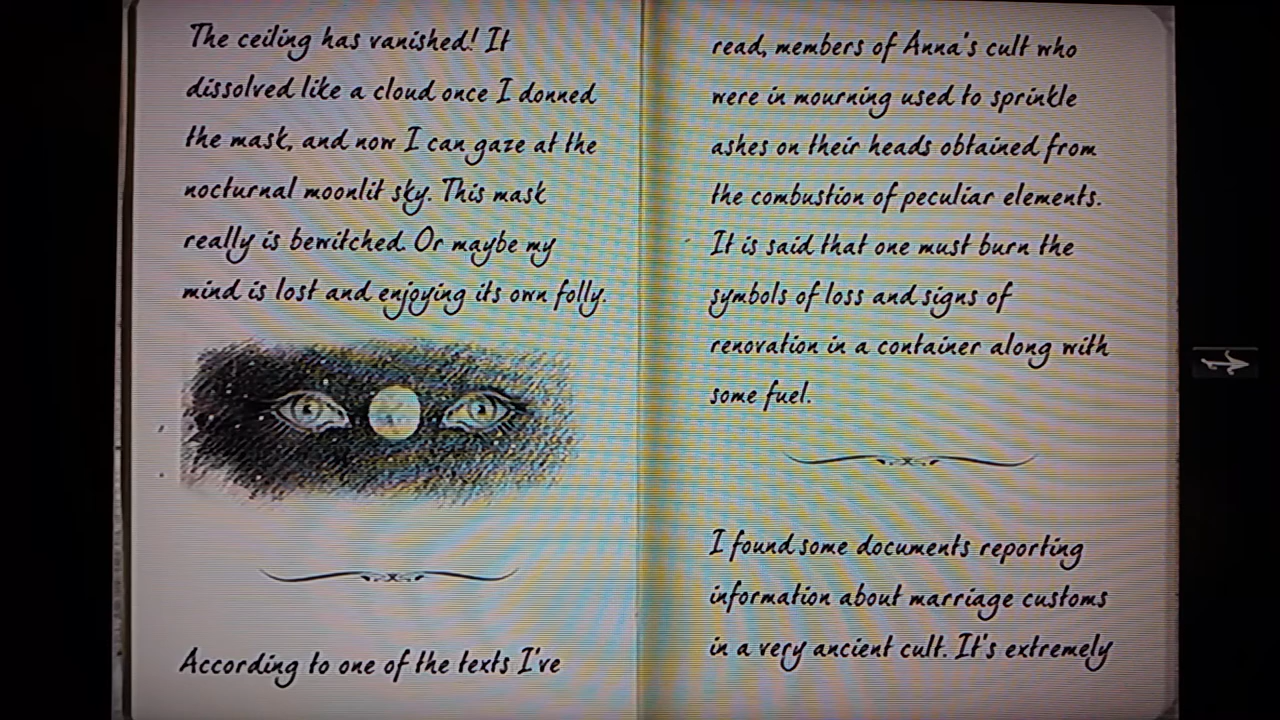 The ceiling has vanished! It
dissolved like a cloud once I donned
the mask, and now I can gaze at the
nocturnal moonlit sky. This mask
really is bewitched. Or maybe my
mind is lost and enjoying its own folly.
According to one of the texts I've
read, members of Anna's cult who
were in mourning used to sprinkle
ashes on their heads obtained from
the combustion of peculiar elements.
It is said that one must burn the
symbols of loss and signs of
renovation in a container along with
some fuel.
I found some documents reporting
information about marriage customs
in a very ancient cult. It's extremely